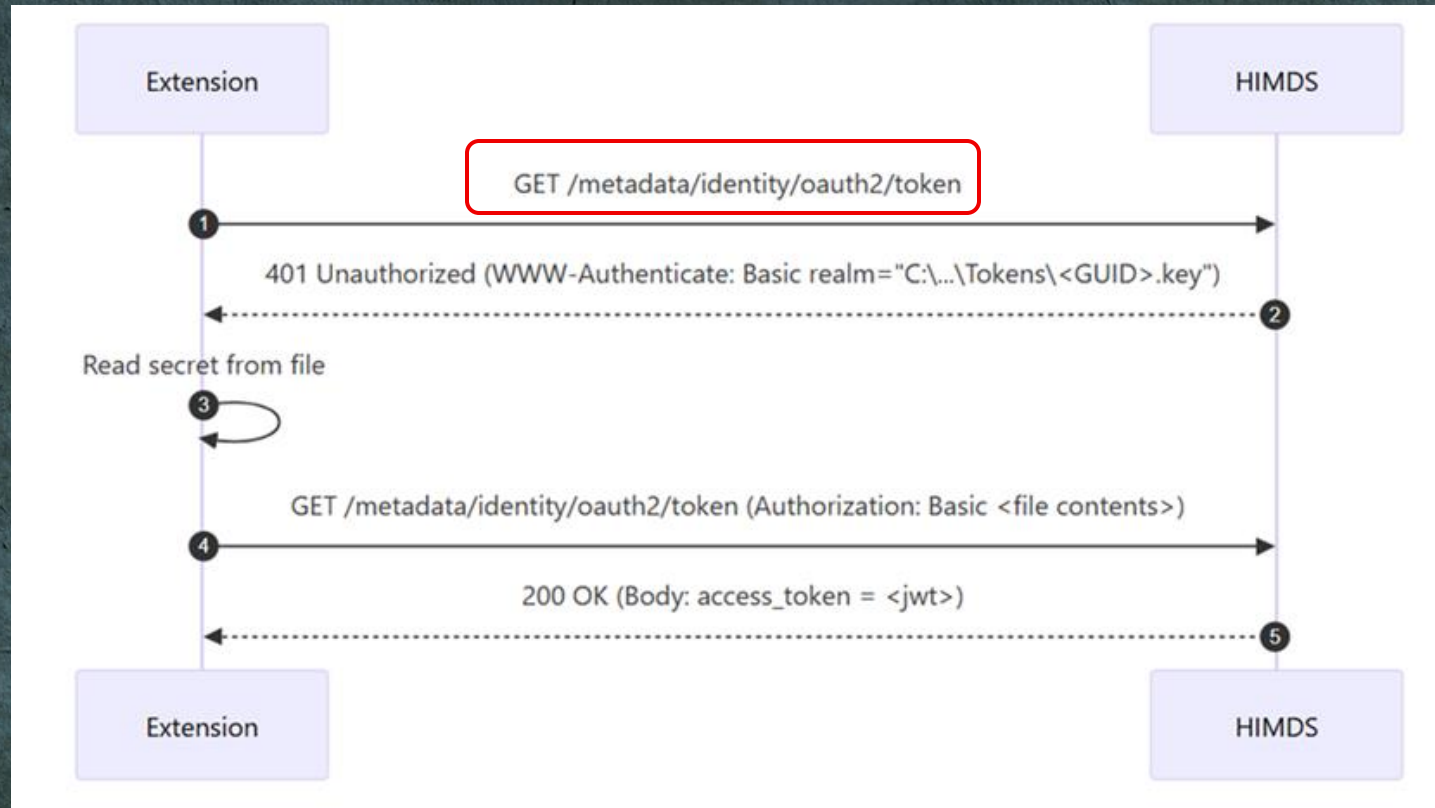 Extension
HIMDS
GET /metadata/identity/oauth2/token
1
401 Unauthorized (WWW-Authenticate: Basic realm="C:\...\Tokens\<GUID>.key")
2
Read secret from file
3
GET /metadata/identity/oauth2/token (Authorization: Basic <file contents>)
4
200 OK (Body: access_token = <jwt>)
5
Extension
HIMDS